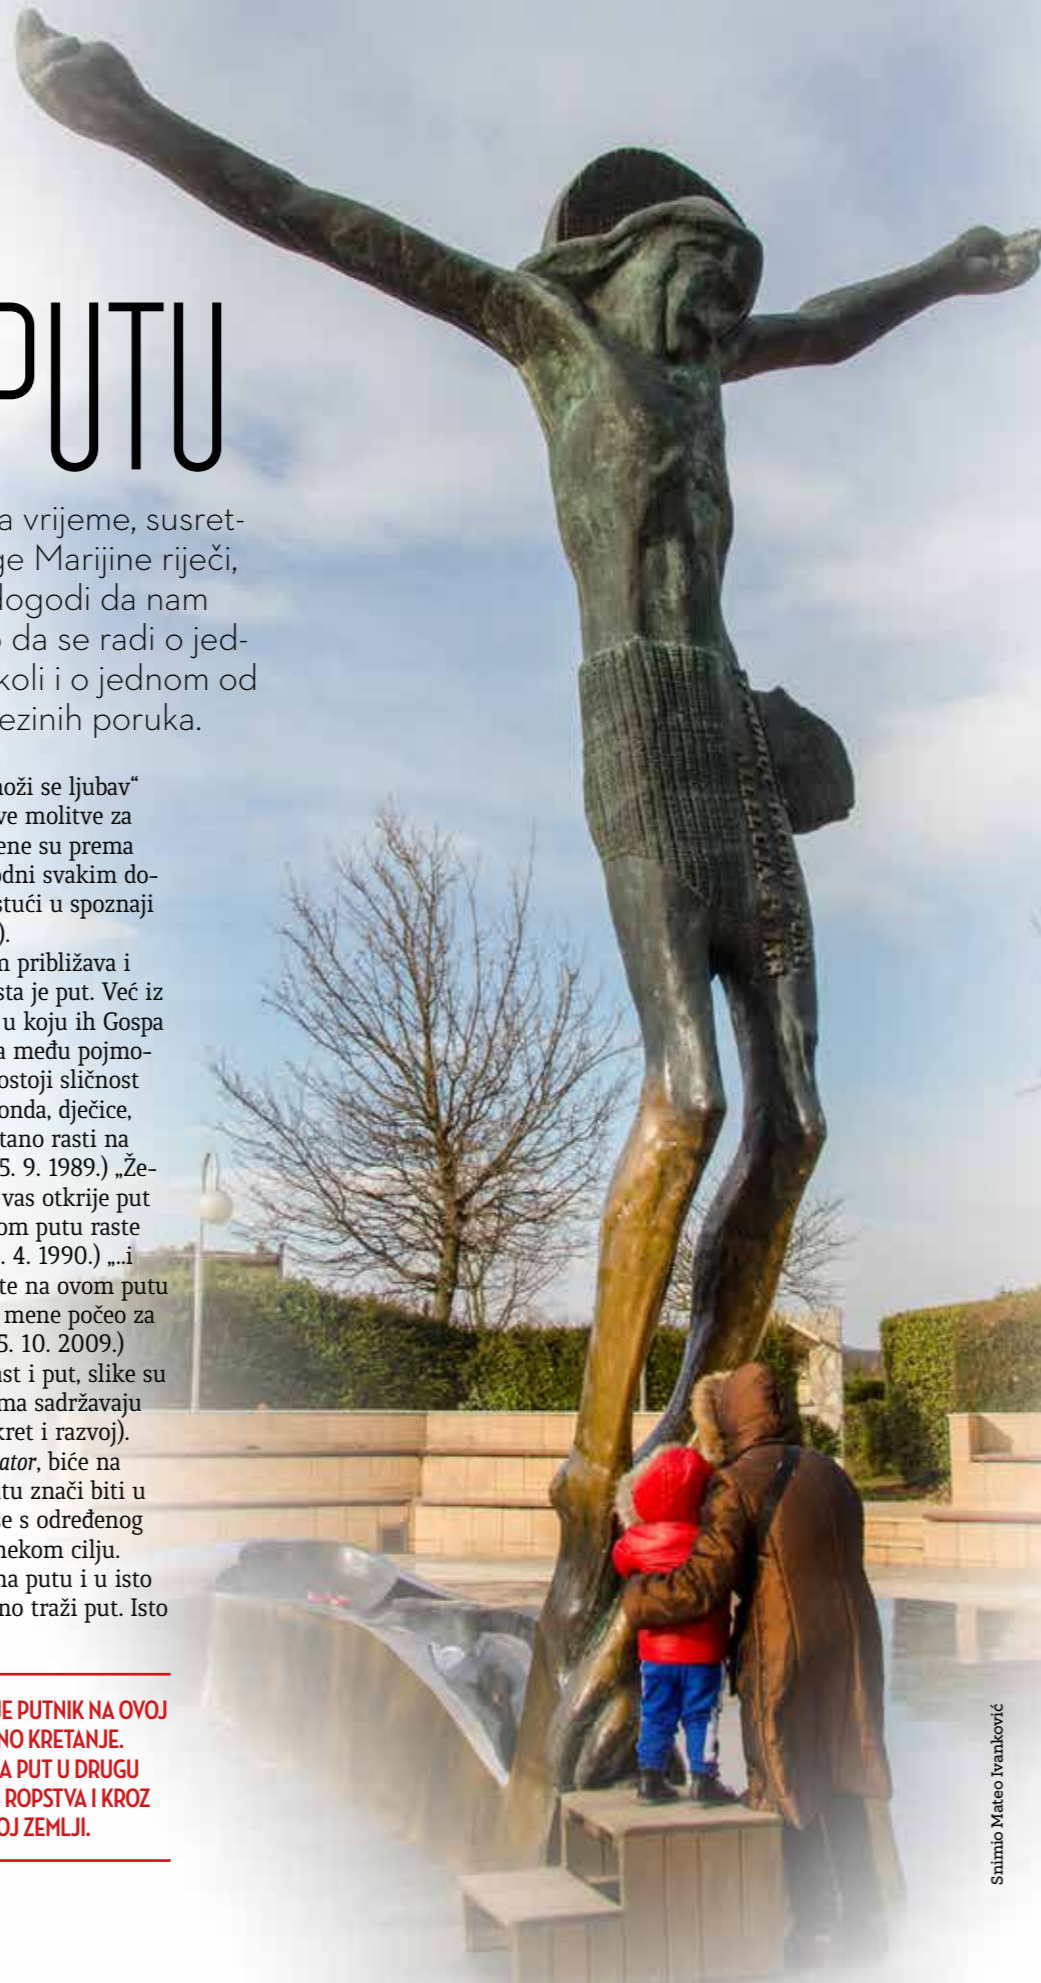 PUTU
a vrijeme, susret-
ge Marijine riječi,
dogodi da nam
da se radi o jed-
koli i o jednom od
ezinih poruka.
noži se ljubav“
ve molitve za
ene su prema
odni svakim do-
stući u spoznaji
).
m približava i
sta je put. Već iz
u koju ih Gospa
a među pojmo-
ostoji sličnost
onda, dječice,
tano rasti na
5. 9. 1989.) „Že-
vas otkrije put
om putu raste
. 4. 1990.) „..i
te na ovom putu
mene počeo za
5. 10. 2009.)
ast i put, slike su
ma sadržavaju
kret i razvoj).
ator, biće na
utu znači biti u
se s određenog
nekom cilju.
na putu i u isto
no traži put. Isto
JE PUTNIK NA OVOJ
NO KRETANJE.
A PUT U DRUGU
ROPSTVA I KROZ
OJ ZEMLJI.
Snimio Mateo Ivanković